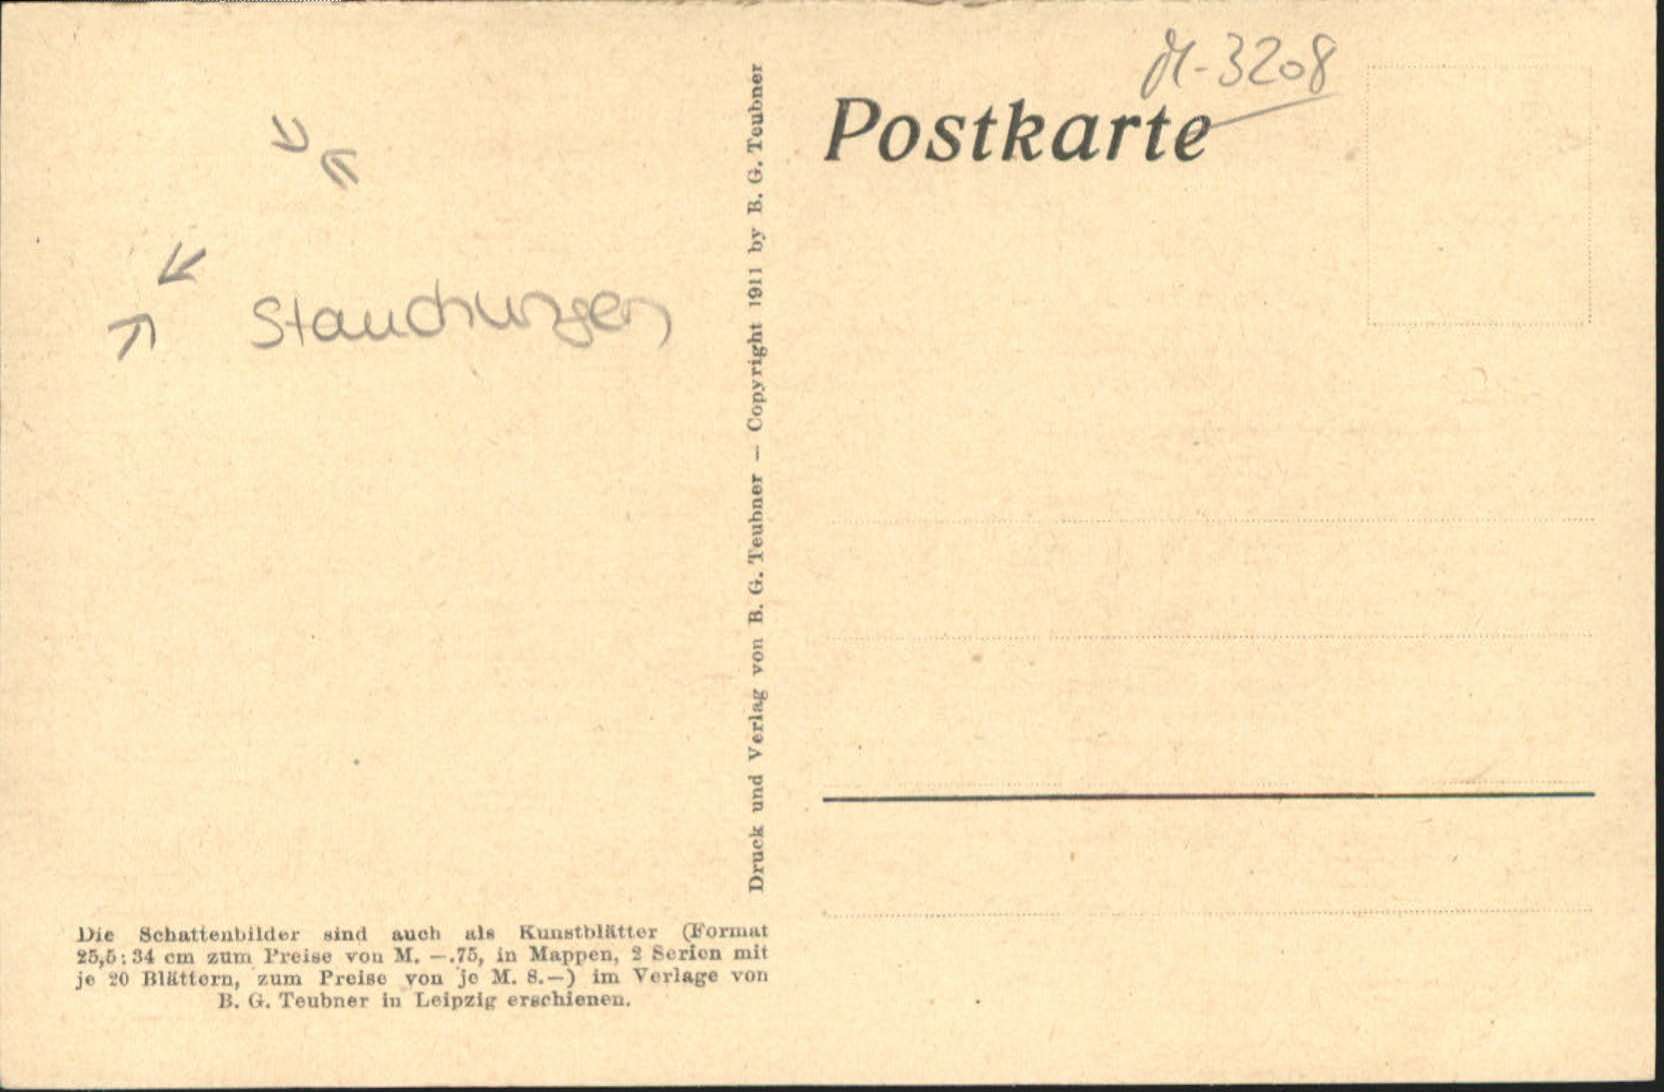 Stauchungen
Die Schattenbilder sind auch als Kunstblätter (Format
25,5:34 cm zum Preise von M. —.75, in Mappen, 2 Serien mit
je 20 Blättern, zum Preise von je M. 8.—) im Verlage von
B. G. Teubner in Leipzig erschienen.
Druck und Verlag von B. G. Teubner — Copyright 1911 by B. G. Teubner
-3208
Postkarte